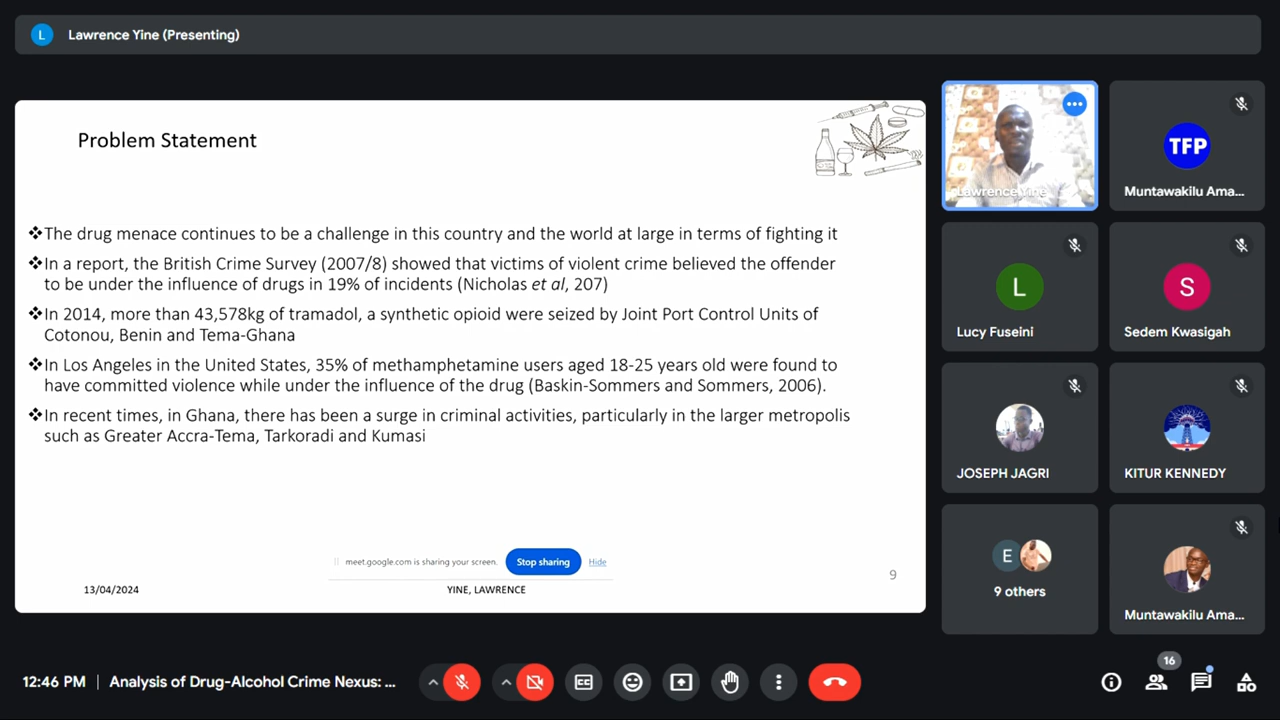 L Lawrence Yine (Presenting)
Problem Statement
❖The drug menace continues to be a challenge in this country and the world at large in terms of fighting it
❖In a report, the British Crime Survey (2007/8) showed that victims of violent crime believed the offender
to be under the influence of drugs in 19% of incidents (Nicholas et al, 207)
❖In 2014, more than 43,578kg of tramadol, a synthetic opioid were seized by Joint Port Control Units of
Cotonou, Benin and Tema-Ghana
❖In Los Angeles in the United States, 35% of methamphetamine users aged 18-25 years old were found to
have committed violence while under the influence of the drug (Baskin-Sommers and Sommers, 2006).
❖In recent times, in Ghana, there has been a surge in criminal activities, particularly in the larger metropolis
such as Greater Accra-Tema, Tarkoradi and Kumasi
meet.google.com is sharing your screen.
Stop sharing
Hide
9
13/04/2024
YINE, LAWRENCE
Lawrence Yine
TFP
Muntawakilu Ama...
L
Lucy Fuseini
S
Sedem Kwasigah
JOSEPH JAGRI
KITUR KENNEDY
E
9 others
Muntawakilu Ama...
12:46 PM | Analysis of Drug-Alcohol Crime Nexus: ...
16